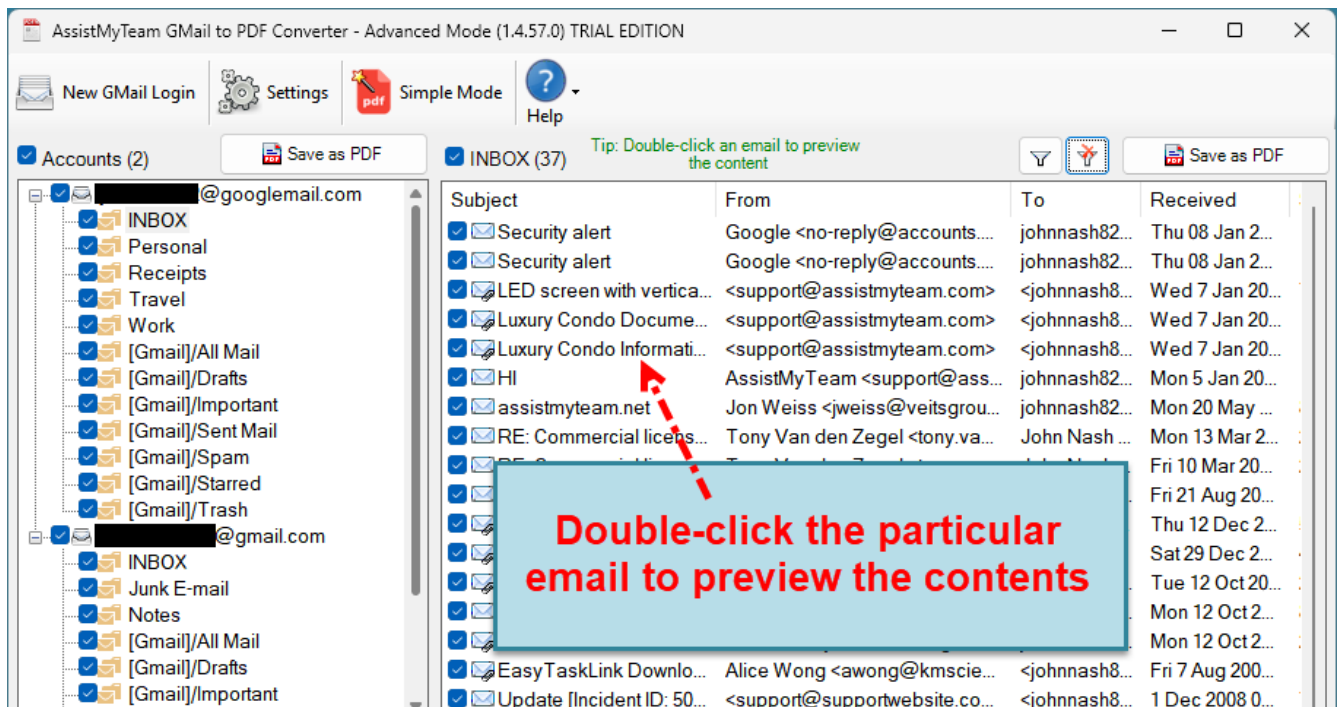 AssistMyTeam GMail to PDF Converter - Advanced Mode (1.4.57.0) TRIAL EDITION
New GMail Login
Settings
pdf
Simple Mode
?
Help
Accounts (2)
Save as PDF
INBOX (37)
Tip: Double-click an email to preview
the content
Save as PDF
@googlemail.com
INBOX
Personal
Receipts
Travel
Work
[Gmail]/All Mail
[Gmail]/Drafts
[Gmail]/Important
[Gmail]/Sent Mail
[Gmail]/Spam
[Gmail]/Starred
[Gmail]/Trash
@gmail.com
INBOX
Junk E-mail
Notes
[Gmail]/All Mail
[Gmail]/Drafts
[Gmail]/Important
Subject From To Received
Security alert Google <no-reply@accounts.... johnnash82... Thu 08 Jan 2...
Security alert Google <no-reply@accounts.... johnnash82... Thu 08 Jan 2...
LED screen with vertica... <support@assistmyteam.com> <johnnash8... Wed 7 Jan 20...
Luxury Condo Docume... <support@assistmyteam.com> <johnnash8... Wed 7 Jan 20...
Luxury Condo Informati... <support@assistmyteam.com> <johnnash8... Wed 7 Jan 20...
HI AssistMyTeam <support@ass... johnnash82... Mon 5 Jan 20...
assistmyteam.net Jon Weiss <jweiss@veitsgrou... johnnash82... Mon 20 May ...
RE: Commercial licens... Tony Van den Zegel <tony.va... John Nash ... Mon 13 Mar 2...
Fri 10 Mar 20...
Fri 21 Aug 20...
Thu 12 Dec 2...
Sat 29 Dec 2...
Tue 12 Oct 20...
Mon 12 Oct 2...
Mon 12 Oct 2...
Double-click the particular
email to preview the contents
EasyTaskLink Downlo... Alice Wong <awong@kmscie... <johnnash8... Fri 7 Aug 200...
Update [Incident ID: 50... <support@supportwebsite.co... <johnnash8... 1 Dec 2008 0...